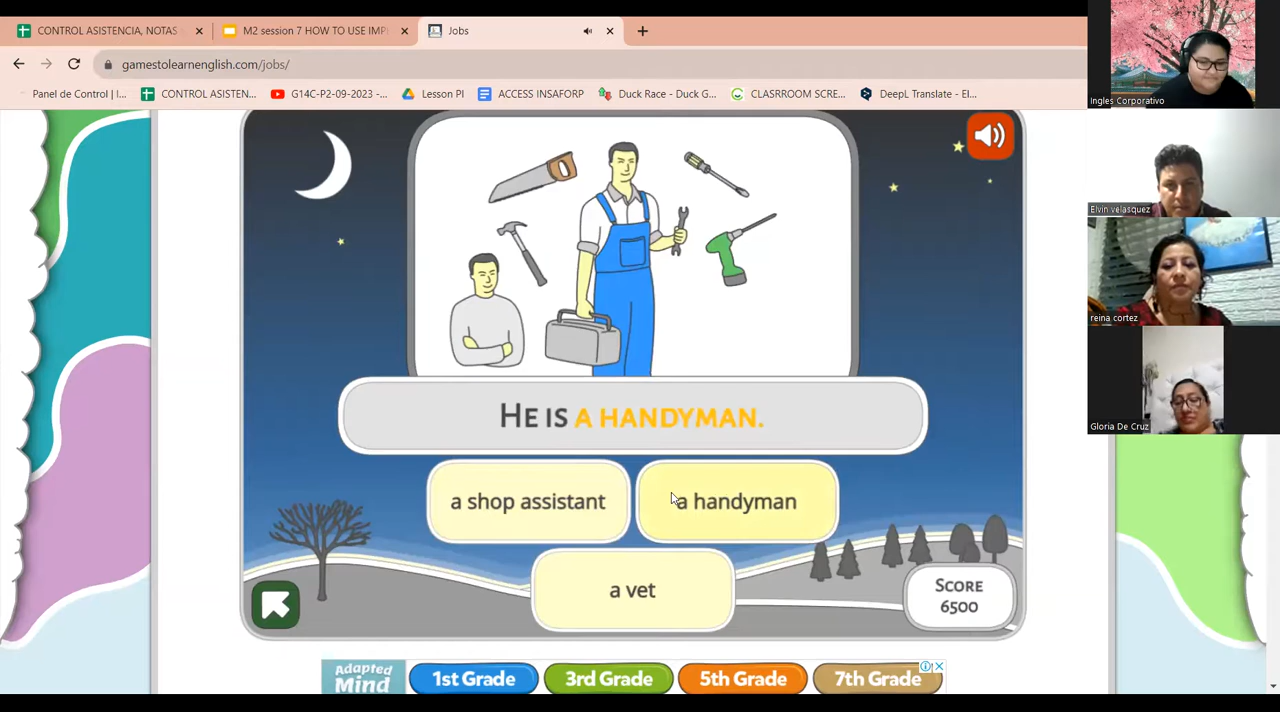 CONTROL ASISTENCIA, NOTAS
M2 session 7 HOW TO USE IMP
Jobs
gamestolearnenglish.com/jobs/
Panel de Control | I...
CONTROL ASISTEN...
G14C-P2-09-2023 -...
Lesson PI
ACCESS INSAFORP
Duck Race - Duck G...
CLASRROOM SCRE...
DeepL Translate - El...
Ingles Corporativo
Elvin velasquez
reina cortez
Gloria De Cruz
HE IS A HANDYMAN.
a shop assistant
a handyman
a vet
SCORE
6500
Adapted
Mind
1st Grade
3rd Grade
5th Grade
7th Grade